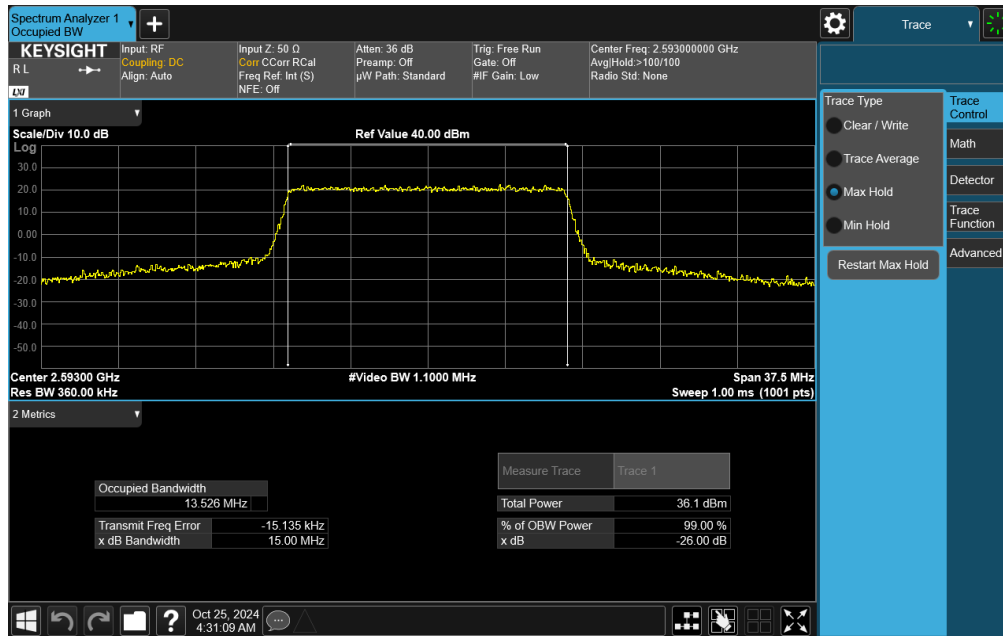 Spectrum Analyzer 1
Occupied BW
KEYSIGHT
R L
LXI
Input: RF
Coupling: DC
Align: Auto
Input Z: 50 Ω
Corr CCorr RCal
Freq Ref: Int (S)
NFE: Off
Atten: 36 dB
Preamp: Off
µW Path: Standard
Trig: Free Run
Gate: Off
#IF Gain: Low
Center Freq: 2.593000000 GHz
Avg|Hold:>100/100
Radio Std: None
1 Graph
Scale/Div 10.0 dB
Ref Value 40.00 dBm
Log
30.0
20.0
10.0
0.00
-10.0
-20.0
-30.0
-40.0
-50.0
Center 2.59300 GHz
#Video BW 1.1000 MHz
Span 37.5 MHz
Res BW 360.00 kHz
Sweep 1.00 ms (1001 pts)
2 Metrics
Measure Trace
Trace 1
Occupied Bandwidth
13.526 MHz
Total Power
36.1 dBm
Transmit Freq Error
-15.135 kHz
% of OBW Power
99.00 %
x dB Bandwidth
15.00 MHz
x dB
-26.00 dB
?
Oct 25, 2024
4:31:09 AM
Trace
Trace Type
Clear / Write
Trace Average
Max Hold
Min Hold
Restart Max Hold
Trace
Control
Math
Detector
Trace
Function
Advanced